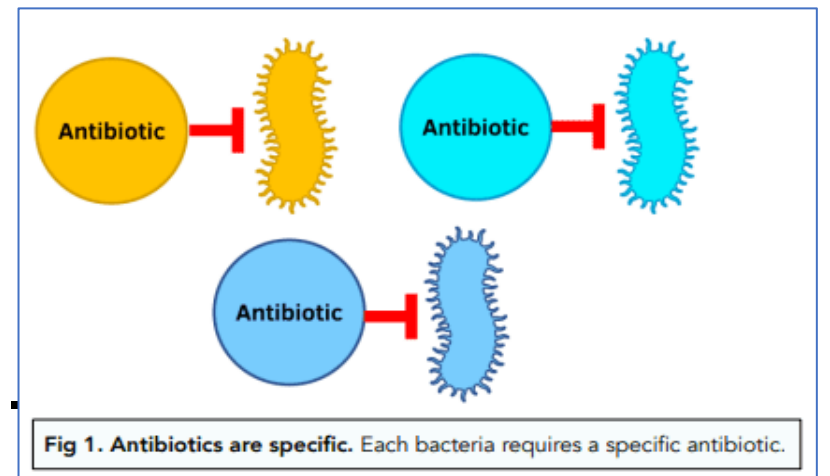 Antibiotic
Antibiotic
Antibiotic
Fig 1. Antibiotics are specific. Each bacteria requires a specific antibiotic.